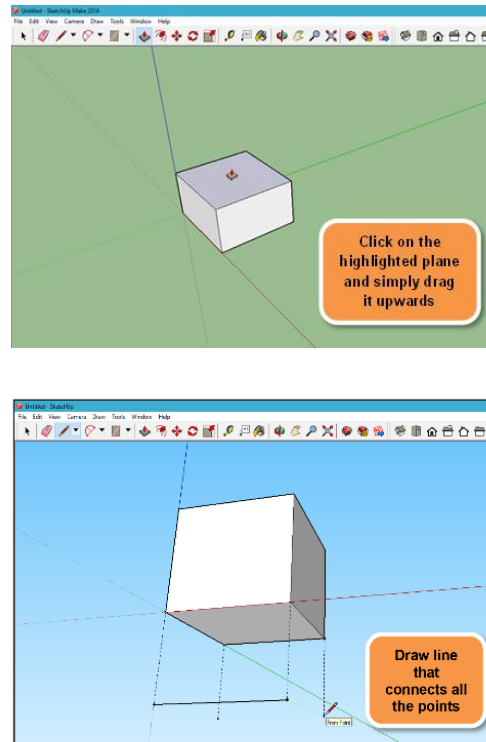 Untitled - SketchUp Make 2016
File Edit View Camera Draw Tools Window Help
Click on the
highlighted plane
and simply drag
it upwards
Untitled - SketchUp
File Edit View Camera Draw Tools Window Help
Draw line
that
connects all
the points
From Point